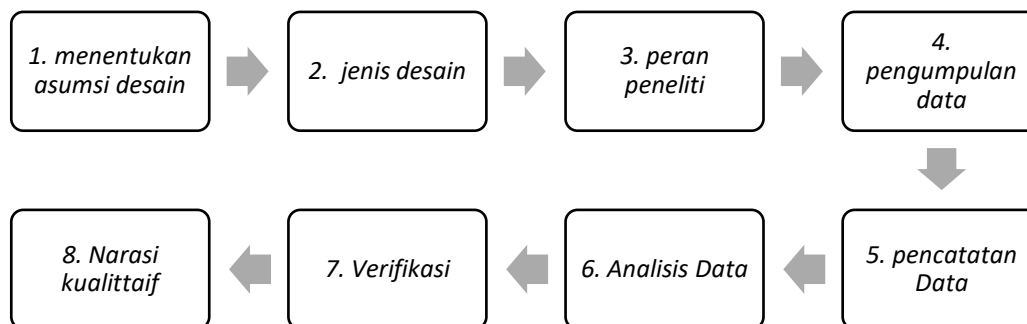 1. menentukan
asumsi desain
2. jenis desain
3. peran
peneliti
4.
pengumpulan
data
5. pencatatan
Data
6. Analisis Data
7. Verifikasi
8. Narasi
kualittaif